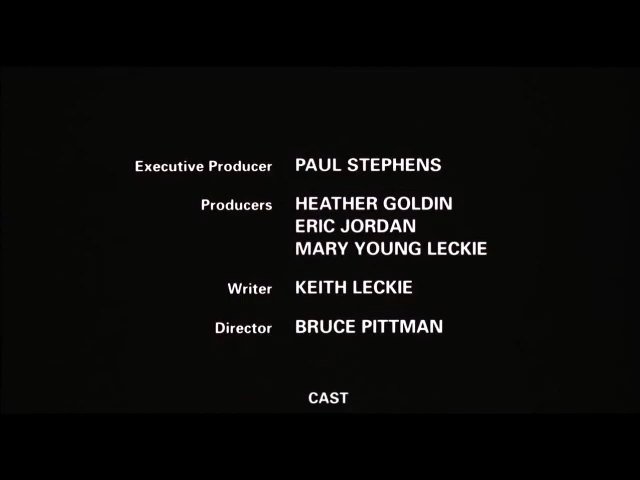 Executive Producer PAUL STEPHENS
Producers HEATHER GOLDIN
ERIC JORDAN
MARY YOUNG LECKIE
Writer KEITH LECKIE
Director BRUCE PITTMAN
CAST